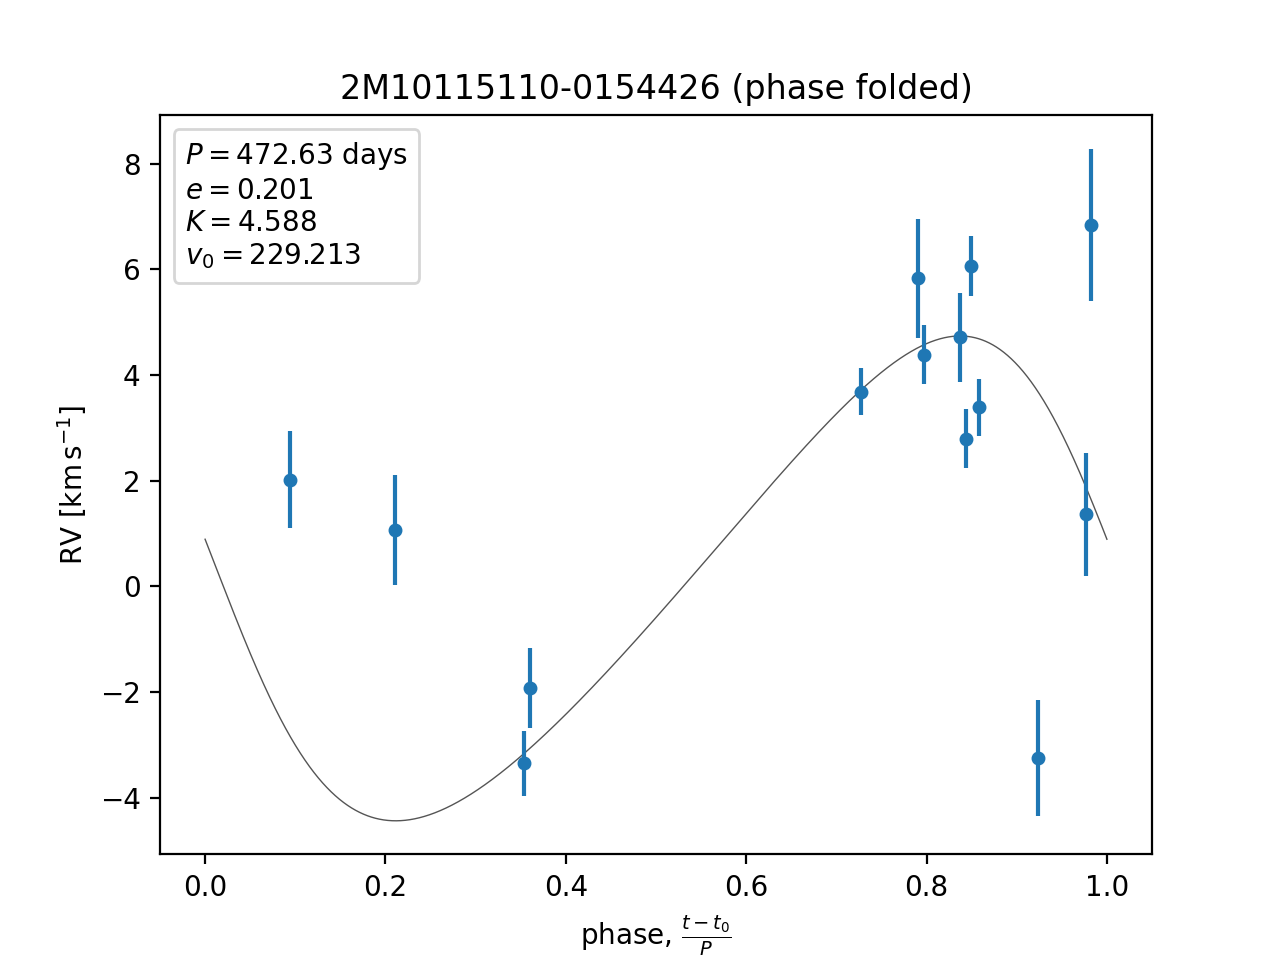 2M10115110-0154426 (phase folded)
P = 472.63 days
e = 0.201
K = 4.588
v₀ = 229.213
8
6
4
2
0
−2
−4
RV [km s⁻¹]
0.0 0.2 0.4 0.6 0.8 1.0
phase, (t − t₀)/P